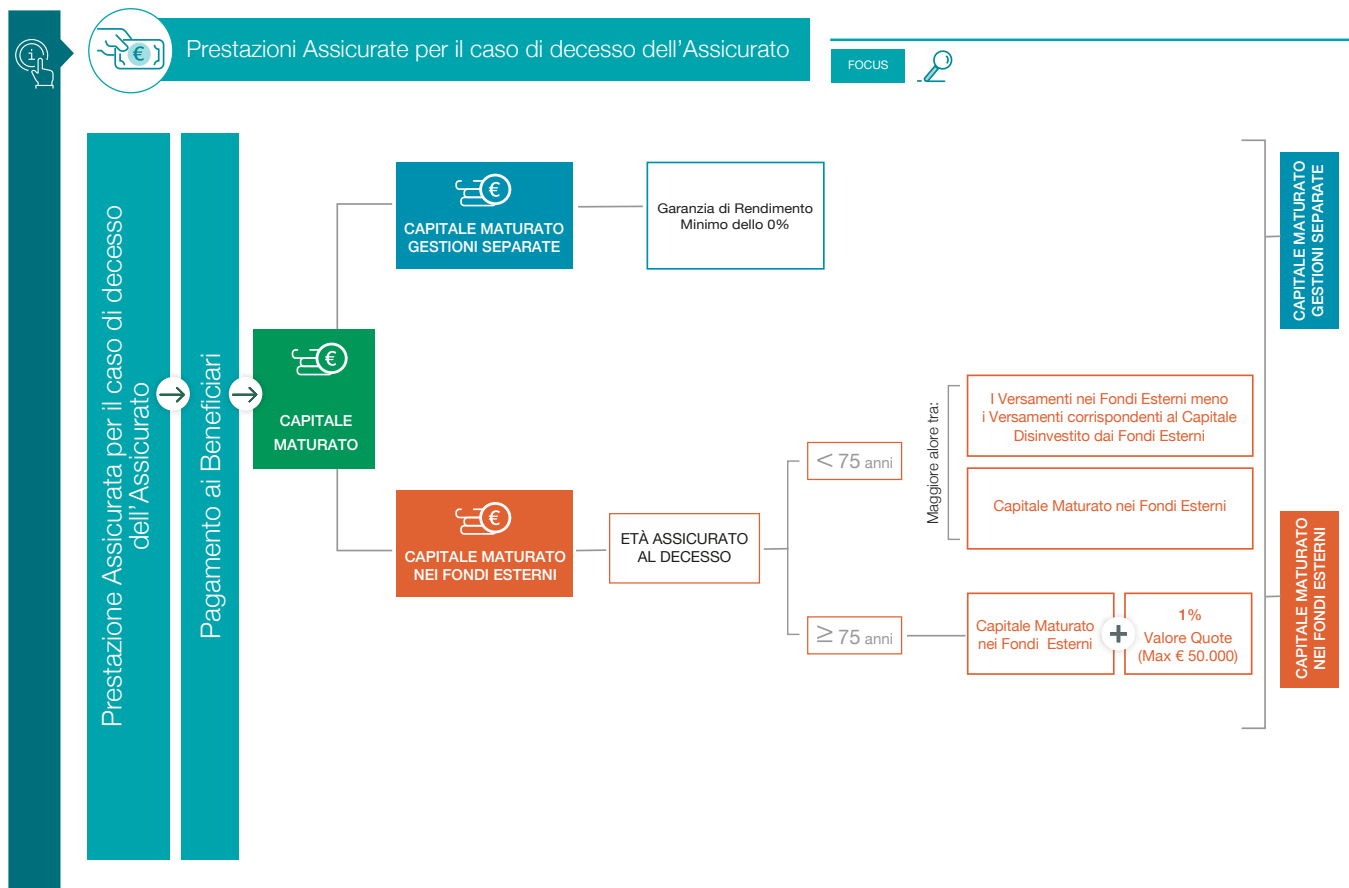 Prestazioni Assicurate per il caso di decesso dell'Assicurato
FOCUS
Prestazione Assicurata per il caso di decesso
dell'Assicurato
Pagamento ai Beneficiari
CAPITALE
MATURATO
CAPITALE MATURATO
GESTIONI SEPARATE
Garanzia di Rendimento
Minimo dello 0%
CAPITALE MATURATO
NEI FONDI ESTERNI
ETÀ ASSICURATO
AL DECESSO
< 75 anni
Maggiore alore tra:
I Versamenti nei Fondi Esterni meno
i Versamenti corrispondenti al Capitale
Disinvestito dai Fondi Esterni
Capitale Maturato nei Fondi Esterni
≥ 75 anni
Capitale Maturato
nei Fondi Esterni
+
1%
Valore Quote
(Max € 50.000)
CAPITALE MATURATO
GESTIONI SEPARATE
CAPITALE MATURATO
NEI FONDI ESTERNI